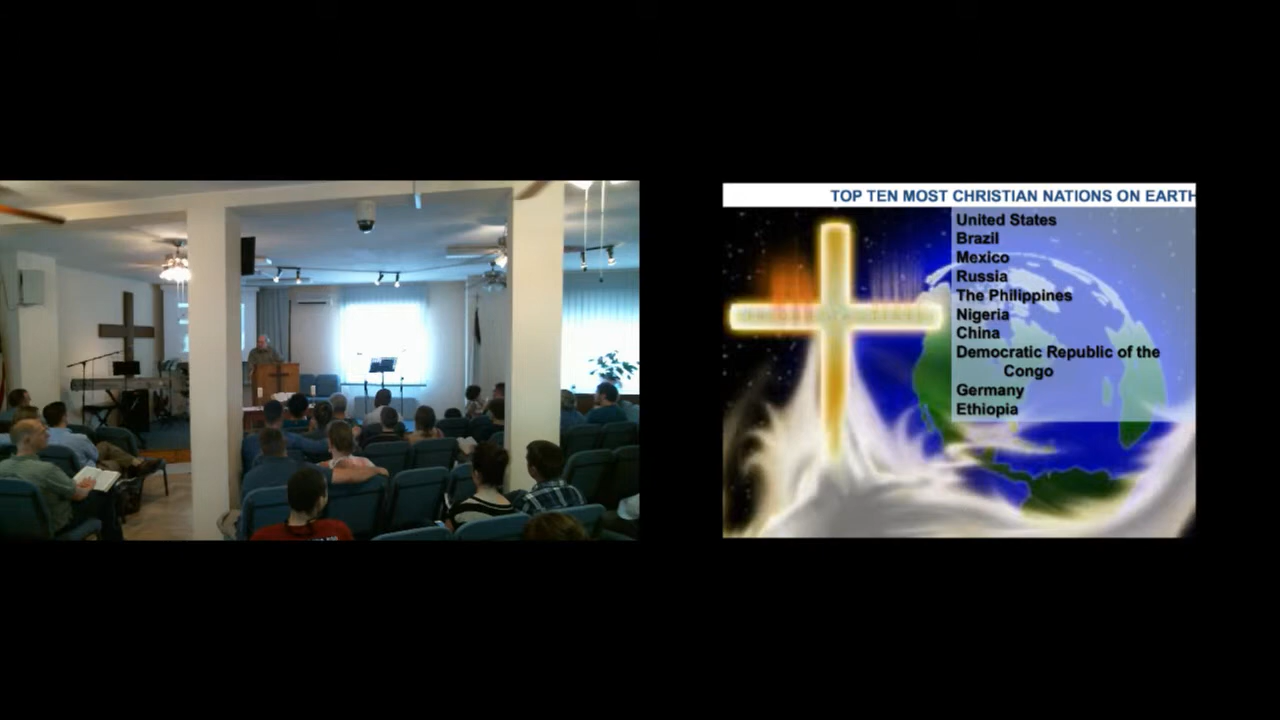 TOP TEN MOST CHRISTIAN NATIONS ON EARTH
United States
Brazil
Mexico
Russia
The Philippines
Nigeria
China
Democratic Republic of the
Congo
Germany
Ethiopia